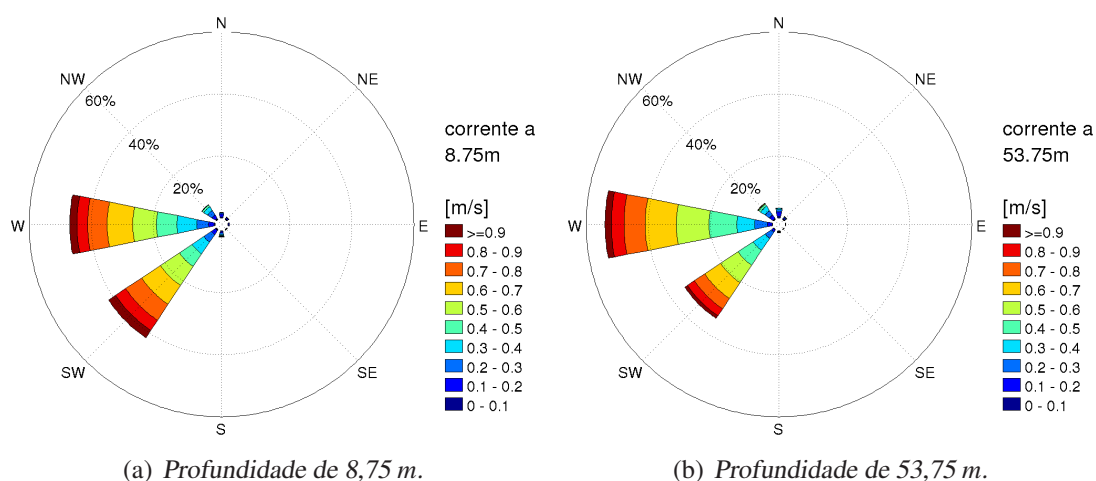 N
NW
NE
60%
40%
20%
W
E
SW
SE
S
corrente a
8.75m
[m/s]
>=0.9
0.8 - 0.9
0.7 - 0.8
0.6 - 0.7
0.5 - 0.6
0.4 - 0.5
0.3 - 0.4
0.2 - 0.3
0.1 - 0.2
0 - 0.1
(a) Profundidade de 8,75 m.
N
NW
NE
60%
40%
20%
W
E
SW
SE
S
corrente a
53.75m
[m/s]
>=0.9
0.8 - 0.9
0.7 - 0.8
0.6 - 0.7
0.5 - 0.6
0.4 - 0.5
0.3 - 0.4
0.2 - 0.3
0.1 - 0.2
0 - 0.1
(b) Profundidade de 53,75 m.